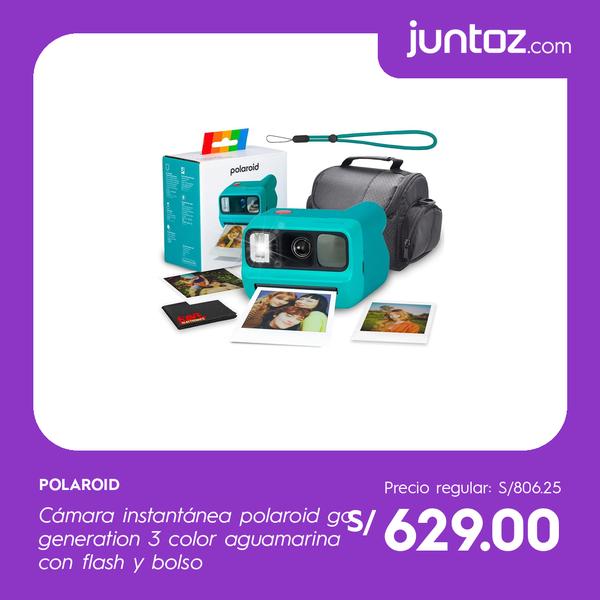 juntoz.com
polaroid
POLAROID
Cámara instantánea polaroid go
generation 3 color aguamarina
con flash y bolso
Precio regular: S/806.25
S/ 629.00